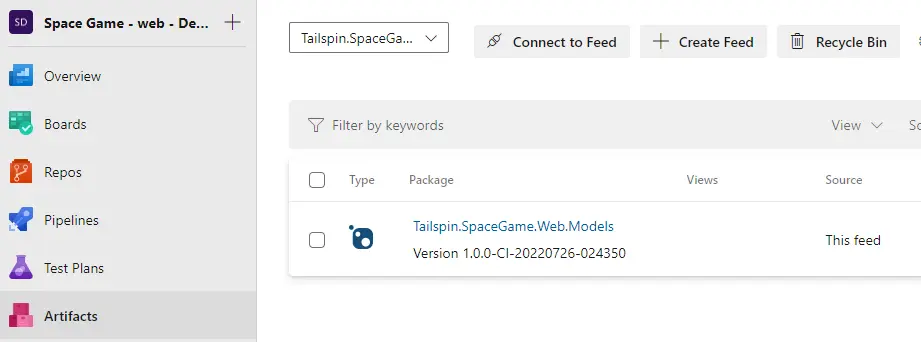 SD Space Game - web - De...
Tailspin.SpaceGa...
Connect to Feed
Create Feed
Recycle Bin
Overview
Boards
Repos
Pipelines
Test Plans
Artifacts
Filter by keywords
View
Type Package Views Source
Tailspin.SpaceGame.Web.Models
Version 1.0.0-CI-20220726-024350
This feed